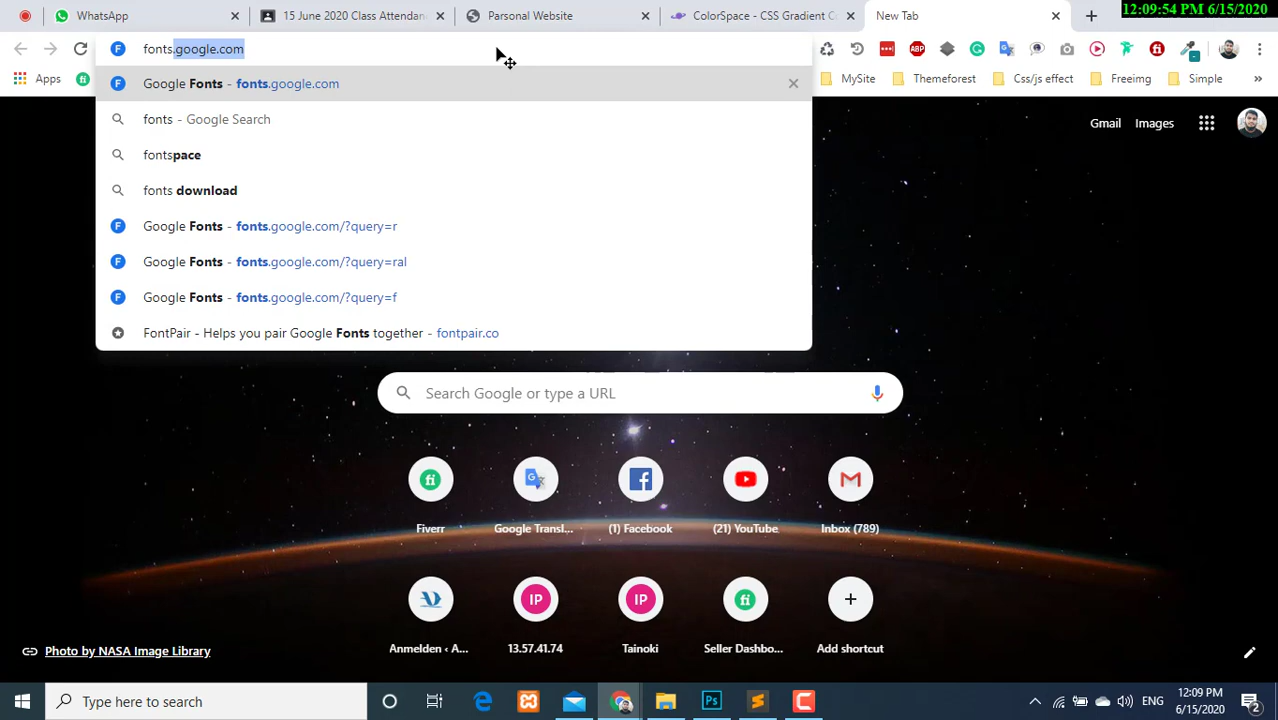 12:09:54 PM 6/15/2020
WhatsApp
15 June 2020 Class Attendan
Personal Website
ColorSpace - CSS Gradient C
New Tab
fonts.google.com
Apps
MySite
Themeforest
Css/js effect
Freeimg
Simple
Google Fonts - fonts.google.com
fonts - Google Search
fontspace
fonts download
Google Fonts - fonts.google.com/?query=r
Google Fonts - fonts.google.com/?query=ral
Google Fonts - fonts.google.com/?query=f
FontPair - Helps you pair Google Fonts together - fontpair.co
Gmail
Images
Search Google or type a URL
Fiverr
Google Transl...
(1) Facebook
(21) YouTube
Inbox (789)
Anmelden ‹ A...
13.57.41.74
Tainoki
Seller Dashbo...
Add shortcut
Photo by NASA Image Library
Type here to search
ENG
12:09 PM
6/15/2020